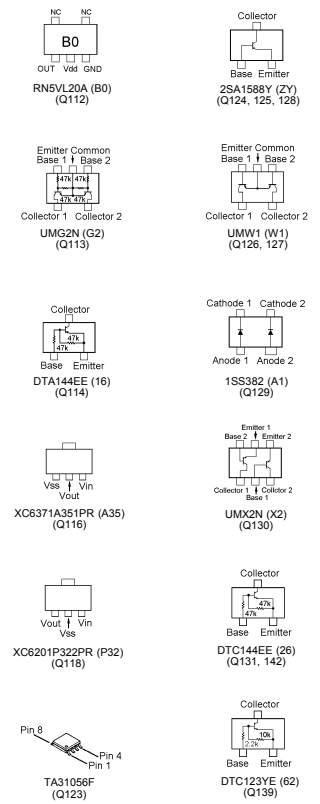 NC NC
B0
OUT Vdd GND
RN5VL20A (B0)
(Q112)
Collector
Base Emitter
2SA1588Y (ZY)
(Q124, 125, 128)
Emitter Common
Base 1 Base 2
47k 47k
47k 47k
Collector 1 Collector 2
UMG2N (G2)
(Q113)
Emitter Common
Base 1 Base 2
Collector 1 Collector 2
UMW1 (W1)
(Q126, 127)
Collector
47k
47k
Base Emitter
DTA144EE (16)
(Q114)
Cathode 1 Cathode 2
Anode 1 Anode 2
1SS382 (A1)
(Q129)
Vss Vin
Vout
XC6371A351PR (A35)
(Q116)
Emitter 1
Base 2 Emitter 2
Collector 1 Collctor 2
Base 1
UMX2N (X2)
(Q130)
Vout Vin
Vss
XC6201P322PR (P32)
(Q118)
Collector
47k
47k
Base Emitter
DTC144EE (26)
(Q131, 142)
Pin 8
Pin 4
Pin 1
TA31056F
(Q123)
Collector
10k
2.2k
Base Emitter
DTC123YE (62)
(Q139)